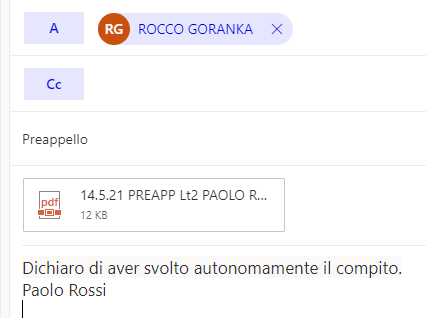 A
RG ROCCO GORANKA
Cc
Preappello
pdf
14.5.21 PREAPP Lt2 PAOLO R...
12 KB
Dichiaro di aver svolto autonomamente il compito.
Paolo Rossi